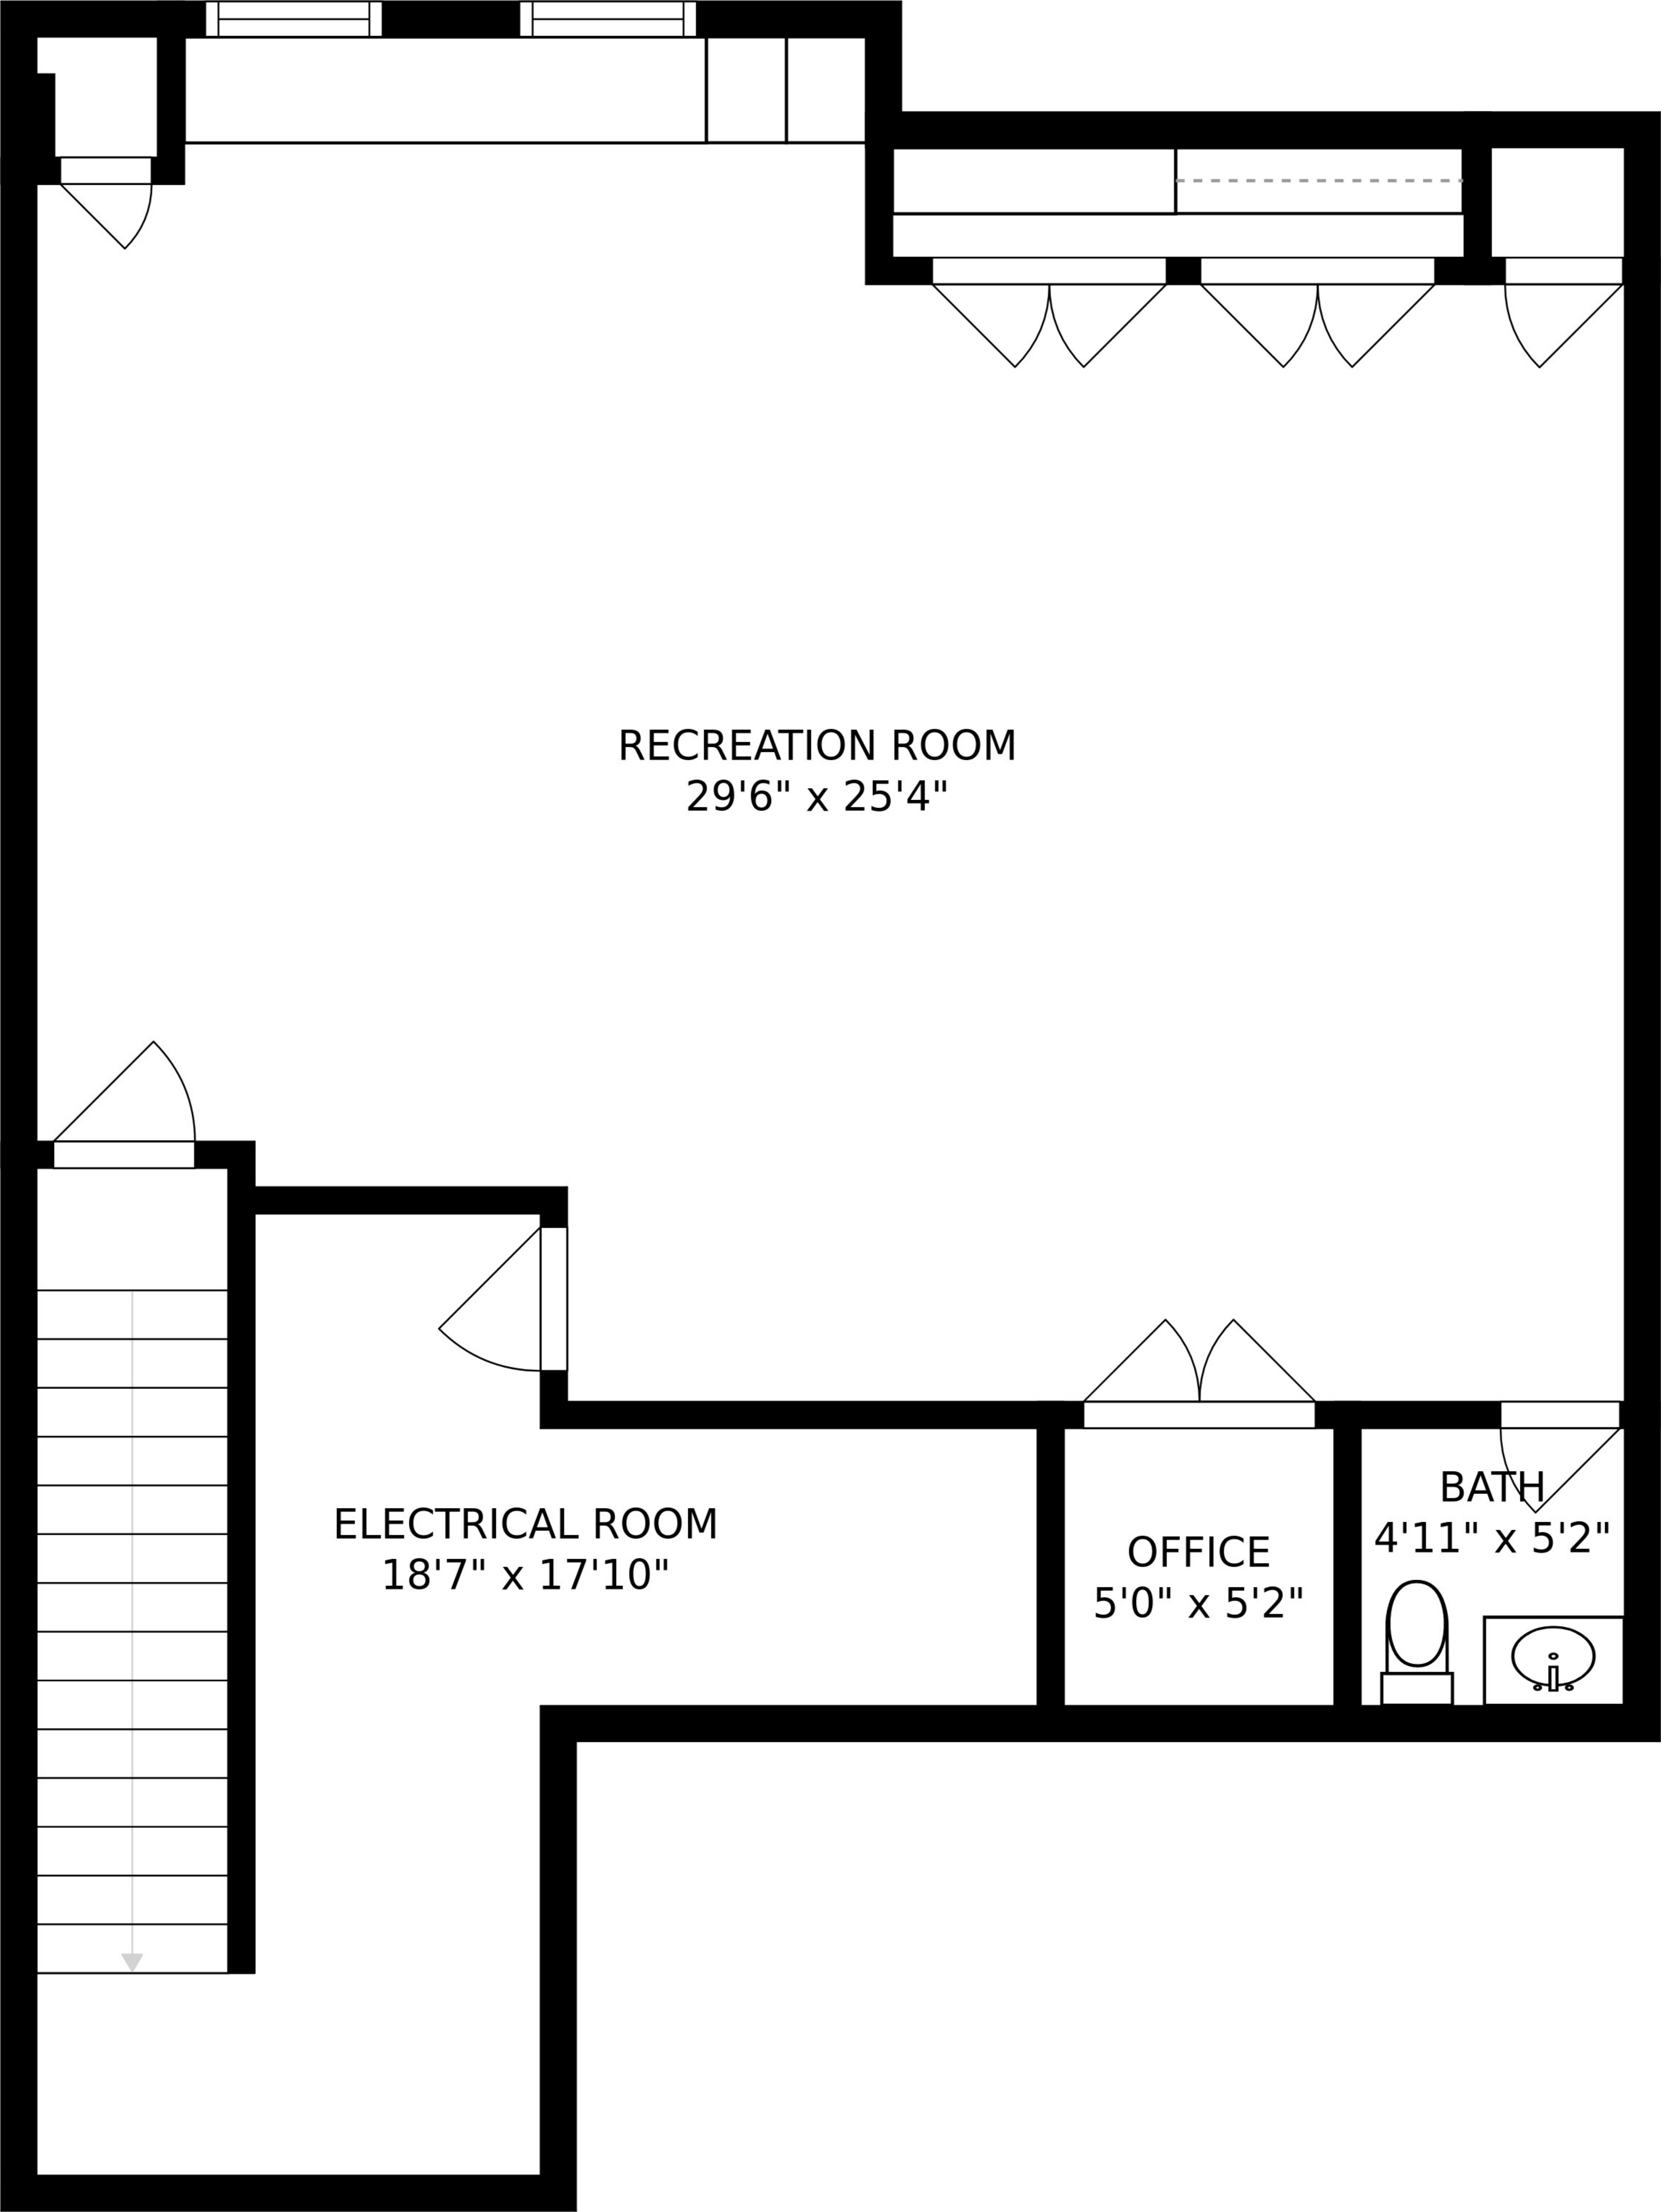 RECREATION ROOM
29'6" x 25'4"
ELECTRICAL ROOM
18'7" x 17'10"
OFFICE
5'0" x 5'2"
BATH
4'11" x 5'2"